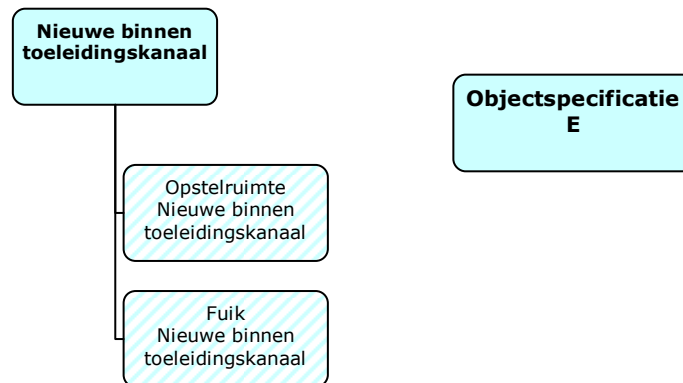 Nieuwe binnen
toeleidingskanaal
Objectspecificatie
E
Opstelruimte
Nieuwe binnen
toeleidingskanaal
Fuik
Nieuwe binnen
toeleidingskanaal